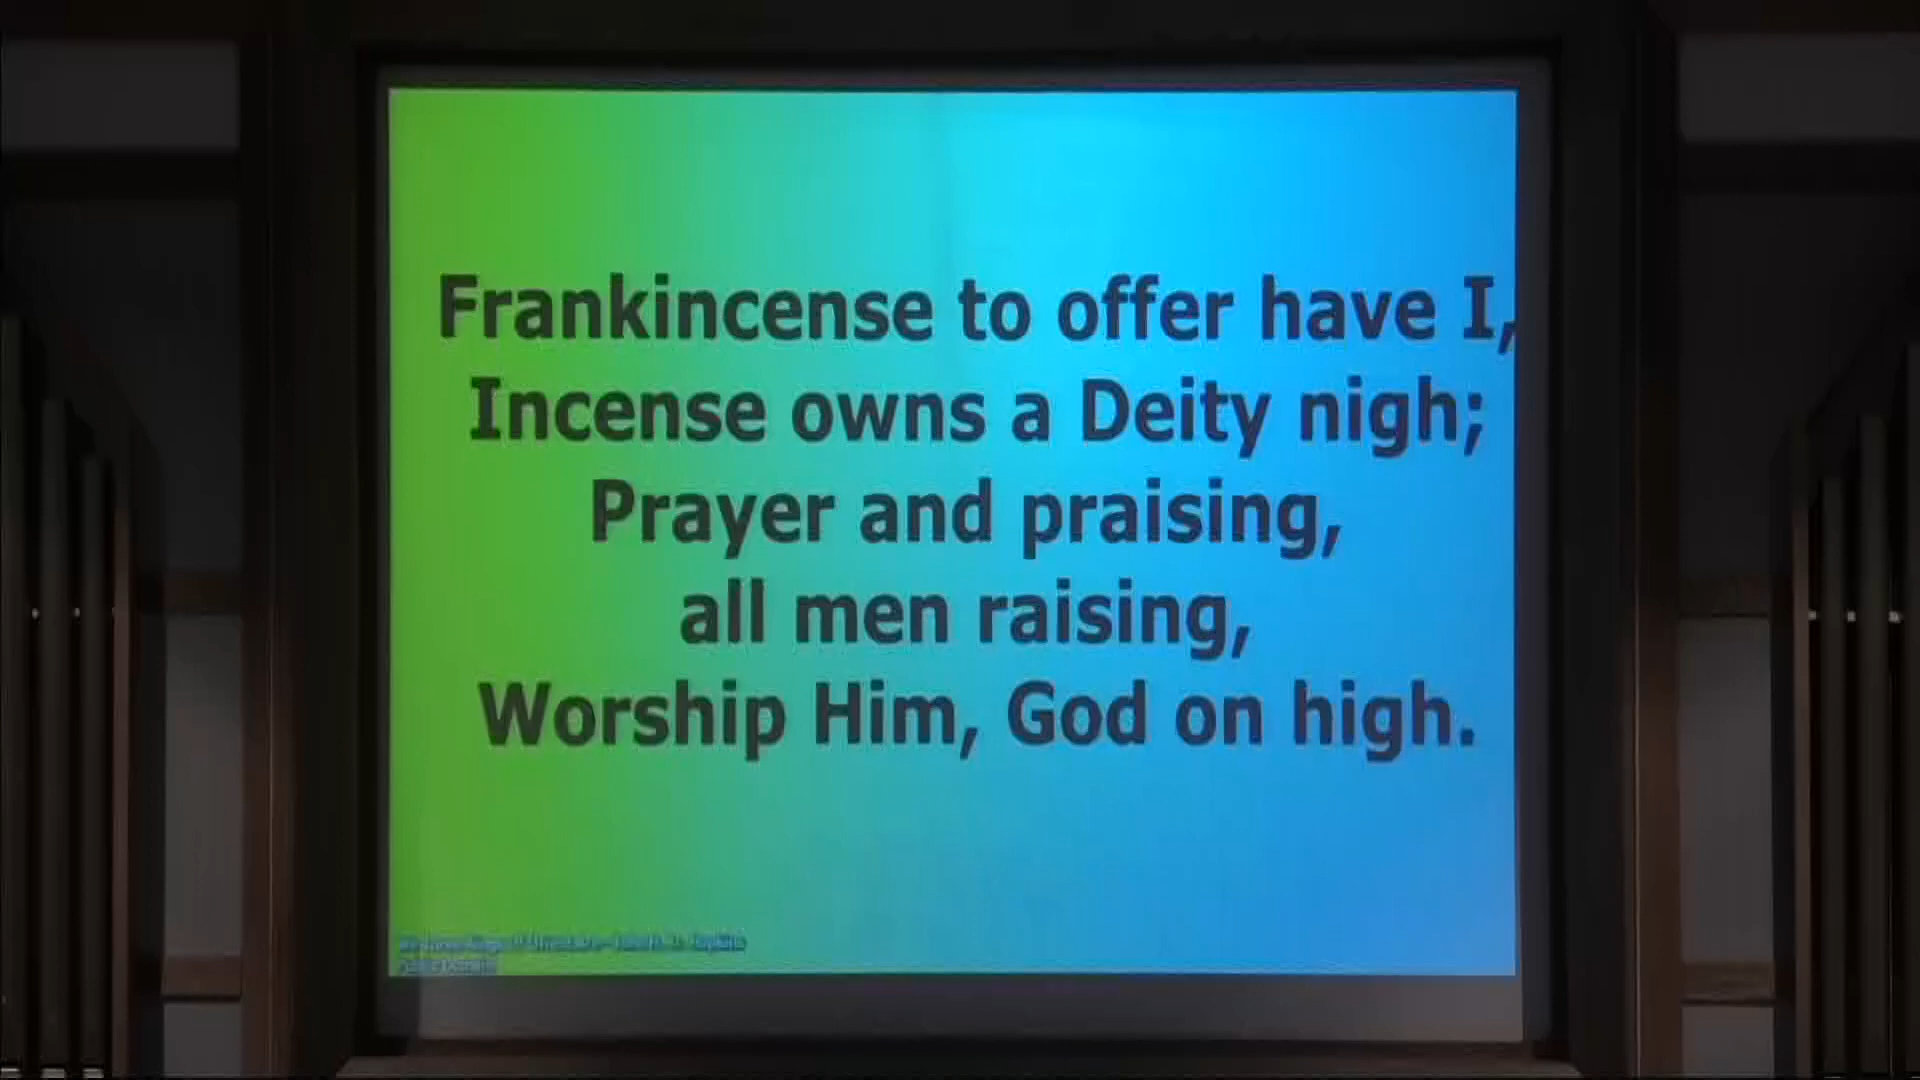 Frankincense to offer have I,
Incense owns a Deity nigh;
Prayer and praising,
all men raising,
Worship Him, God on high.